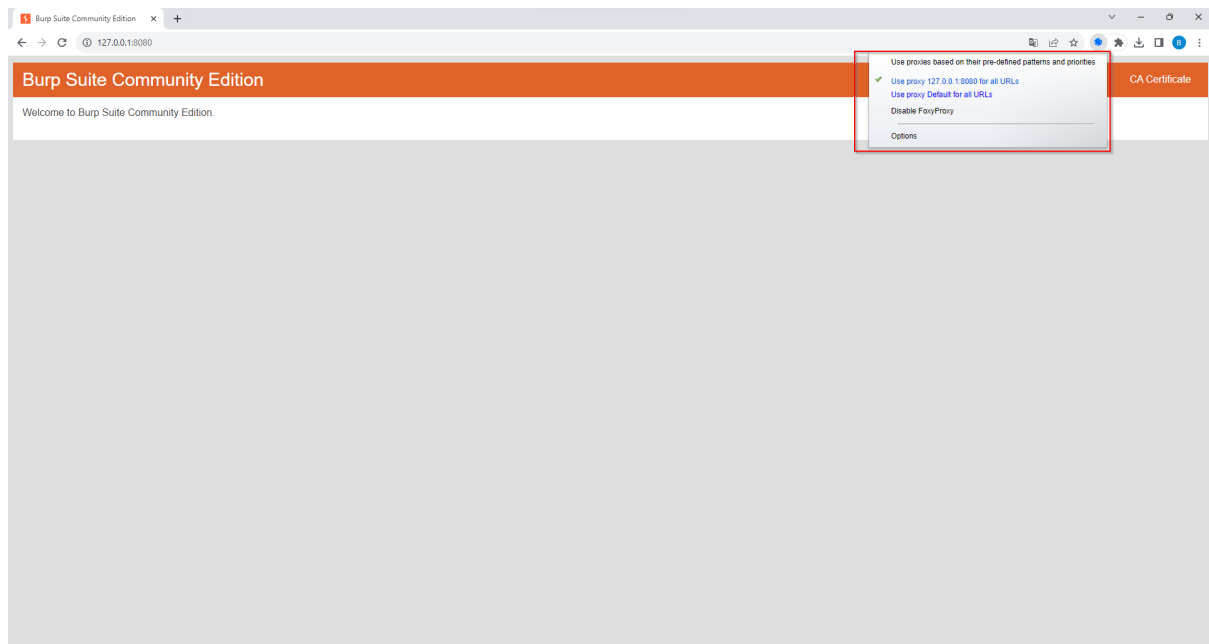 Burp Suite Community Edition
127.0.0.1:8080
B
Use proxies based on their pre-defined patterns and priorities
Use proxy 127.0.0.1:8080 for all URLs
Use proxy Default for all URLs
Disable FoxyProxy
Options
Burp Suite Community Edition
CA Certificate
Welcome to Burp Suite Community Edition.